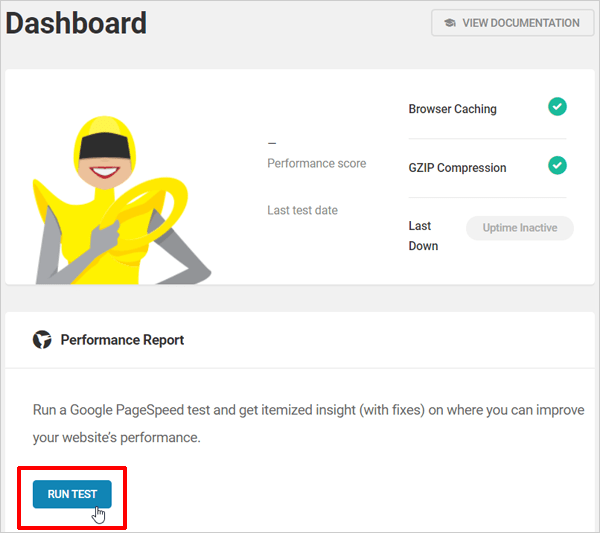 Dashboard
VIEW DOCUMENTATION
Browser Caching
–
Performance score
GZIP Compression
Last test date
Last
Down
Uptime Inactive
Performance Report
Run a Google PageSpeed test and get itemized insight (with fixes) on where you can improve
your website's performance.
RUN TEST